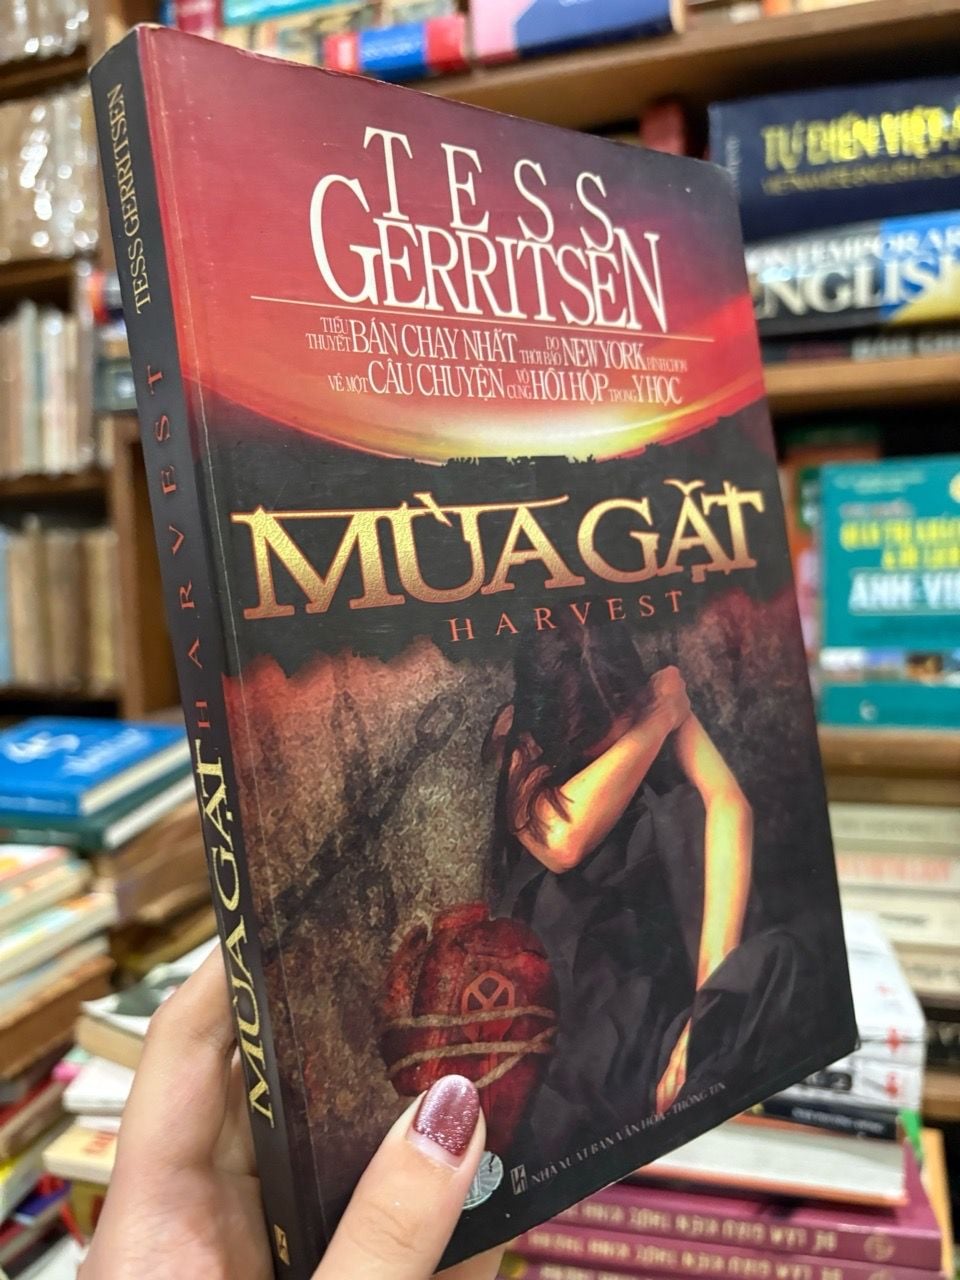 TESS
GERRITSEN
TIỂU THUYẾT BÁN CHẠY NHẤT DO THỜI BÁO NEW YORK BÌNH CHỌN
VỀ MỘT CÂU CHUYỆN VÔ CÙNG HỒI HỘP TRONG Y HỌC
MÙA GẶT
HARVEST
NHÀ XUẤT BẢN VĂN HÓA - THÔNG TIN
TESS GERRITSEN
HARVEST
MÙA GẶT
TỰ ĐIỂN VIỆT
CONTEMPORARY
ENGLISH
ANH-VIỆ